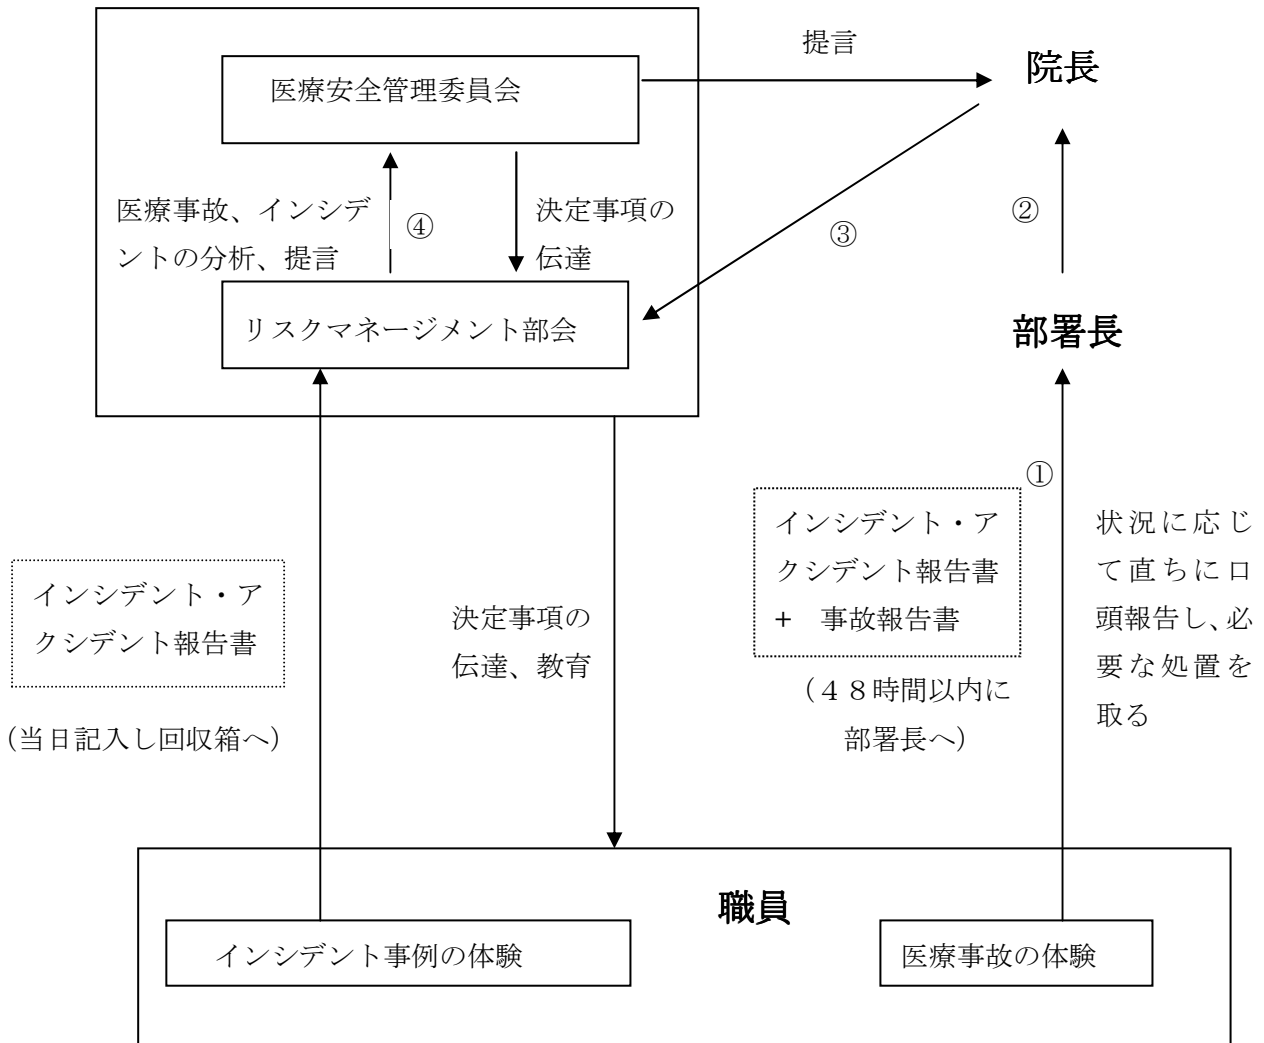 提言
院長
医療安全管理委員会
医療事故、インシデ
ントの分析、提言
④
決定事項の
伝達
③
②
リスクマネージメント部会
部署長
①
インシデント・ア
クシデント報告書
+　事故報告書
（４８時間以内に
部署長へ）
状況に応じ
て直ちに口
頭報告し、必
要な処置を
取る
インシデント・ア
クシデント報告書
（当日記入し回収箱へ）
決定事項の
伝達、教育
職員
インシデント事例の体験
医療事故の体験